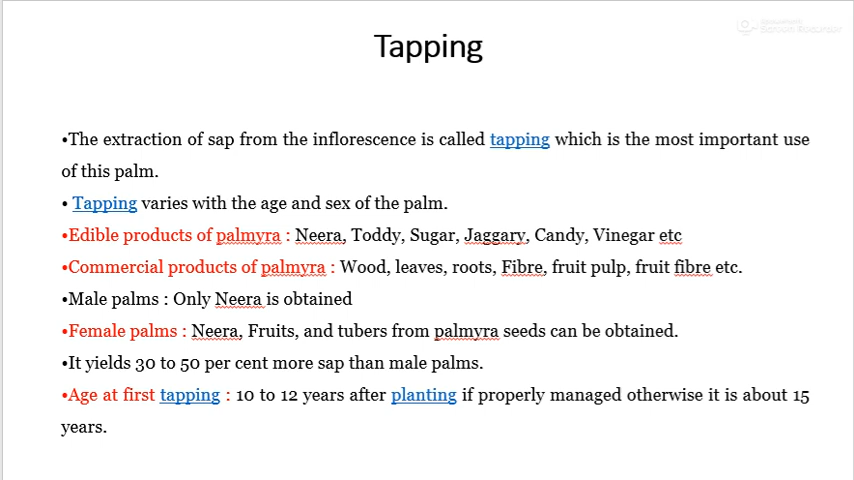 Tapping
•The extraction of sap from the inflorescence is called tapping which is the most important use
of this palm.
• Tapping varies with the age and sex of the palm.
•Edible products of palmyra : Neera, Toddy, Sugar, Jaggary, Candy, Vinegar etc
•Commercial products of palmyra : Wood, leaves, roots, Fibre, fruit pulp, fruit fibre etc.
•Male palms : Only Neera is obtained
•Female palms : Neera, Fruits, and tubers from palmyra seeds can be obtained.
•It yields 30 to 50 per cent more sap than male palms.
•Age at first tapping : 10 to 12 years after planting if properly managed otherwise it is about 15
years.